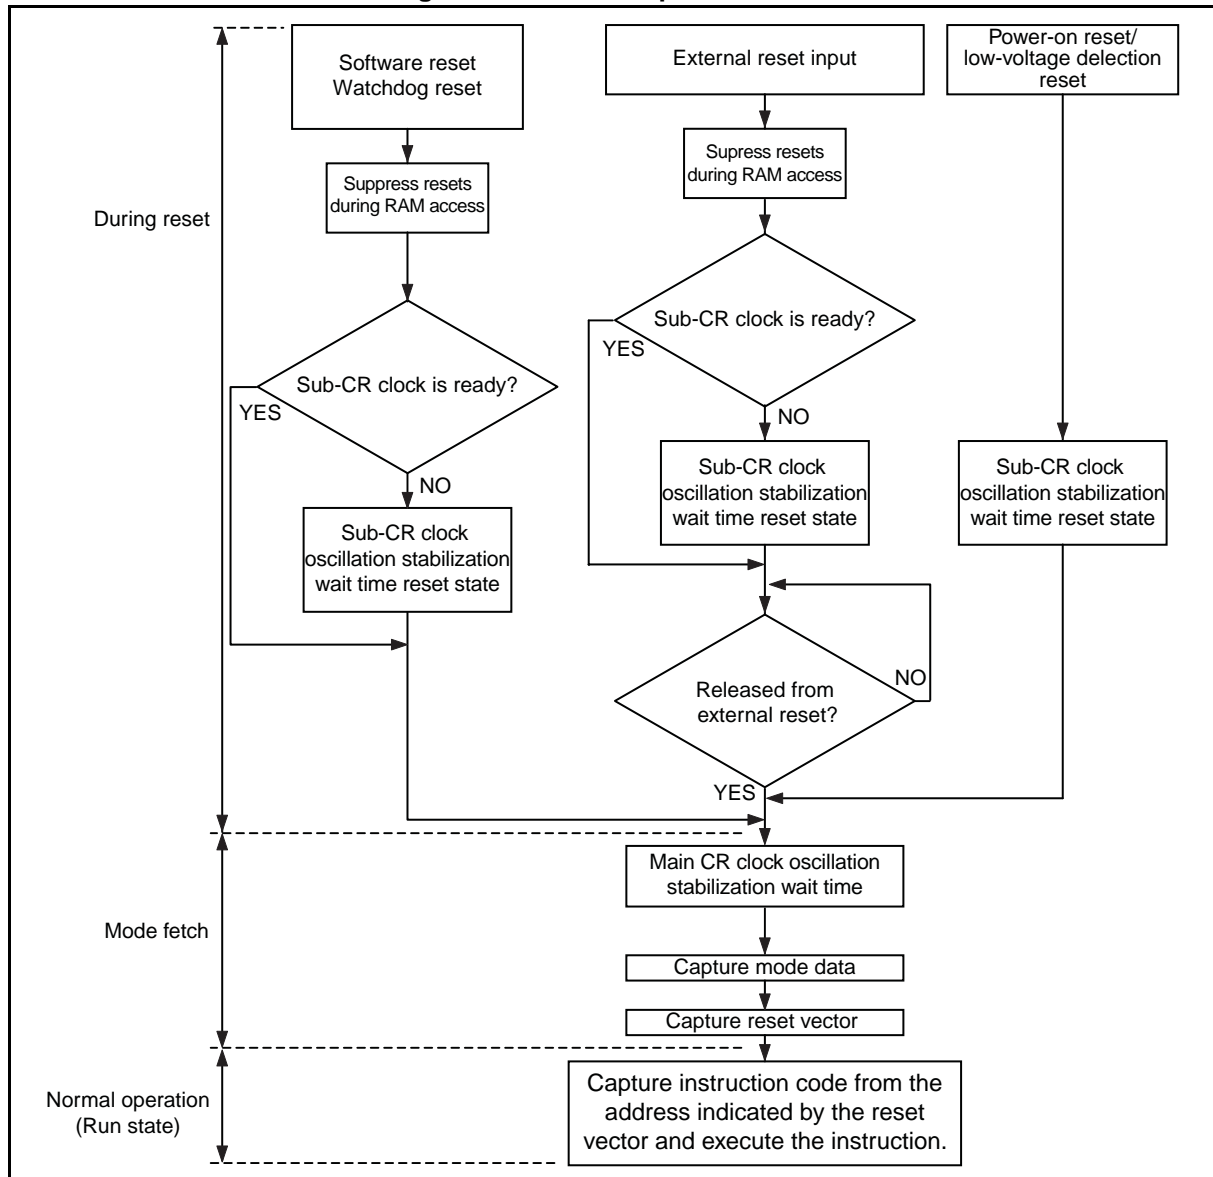 Software reset
Watchdog reset
External reset input
Power-on reset/
low-voltage delection
reset
Suppress resets
during RAM access
Supress resets
during RAM access
During reset
Sub-CR clock is ready?
YES
NO
Sub-CR clock is ready?
YES
NO
Sub-CR clock
oscillation stabilization
wait time reset state
Sub-CR clock
oscillation stabilization
wait time reset state
Sub-CR clock
oscillation stabilization
wait time reset state
Released from
external reset?
NO
YES
Main CR clock oscillation
stabilization wait time
Mode fetch
Capture mode data
Capture reset vector
Normal operation
(Run state)
Capture instruction code from the
address indicated by the reset
vector and execute the instruction.